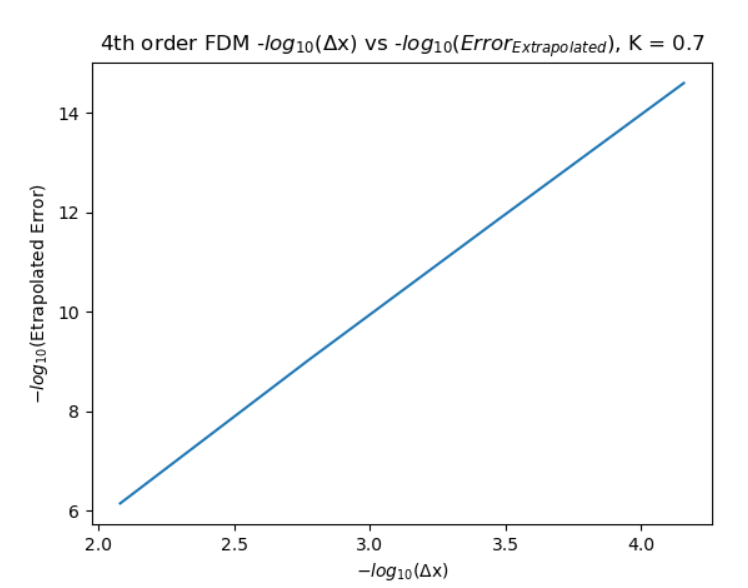 4th order FDM -log₁₀(Δx) vs -log₁₀(Error_Extrapolated), K = 0.7
14
12
10
8
6
−log₁₀(Etrapolated Error)
2.0 2.5 3.0 3.5 4.0
−log₁₀(Δx)